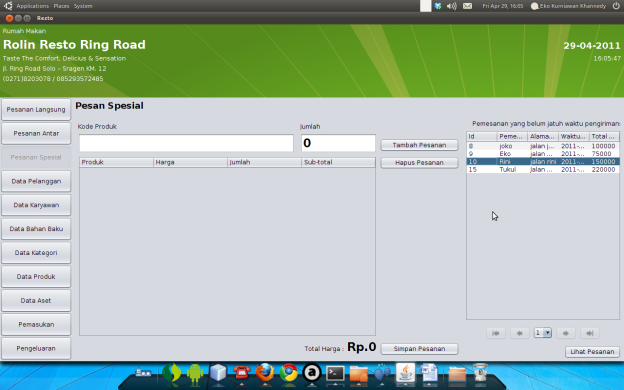 Applications Places System
Fri Apr 29, 16:05 Eko Kurniawan Khannedy
Resto
Rumah Makan
Rolin Resto Ring Road
29-04-2011
Taste The Comfort, Delicius & Sensation
16:05:47
Jl. Ring Road Solo - Sragen KM. 12
(0271)8203078 / 085293572485
Pesanan Langsung
Pesanan Antar
Pesanan Spesial
Data Pelanggan
Data Karyawan
Data Bahan Baku
Data Kategori
Data Produk
Data Aset
Pemasukan
Pengeluaran
Pesan Spesial
Kode Produk Jumlah
0
Tambah Pesanan
Hapus Pesanan
Produk Harga Jumlah Sub-total
Total Harga : Rp.0
Simpan Pesanan
Pemesanan yang belum jatuh waktu pengiriman:
Id Peme... Alama... Waktu... Total ...
8 joko jalan j... 2011-... 100000
9 Eko jalan ... 2011-... 75000
10 Rini jalan rini 2011-... 150000
15 Tukul Jalan ... 2011-... 220000
1
Lihat Pesanan